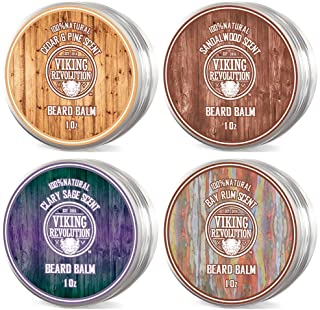 100% NATURAL
CEDAR & PINE SCENT
EST. 2014
VIKING
REVOLUTION
BEARD BALM
1 Oz
100% NATURAL
SANDALWOOD SCENT
VIKING
REVOLUTION
BEARD BALM
1 Oz
100% NATURAL
CLARY SAGE SCENT
VIKING
REVOLUTION
BEARD BALM
1 Oz
100% NATURAL
BAY RUM SCENT
VIKING
REVOLUTION
BEARD BALM
1 Oz